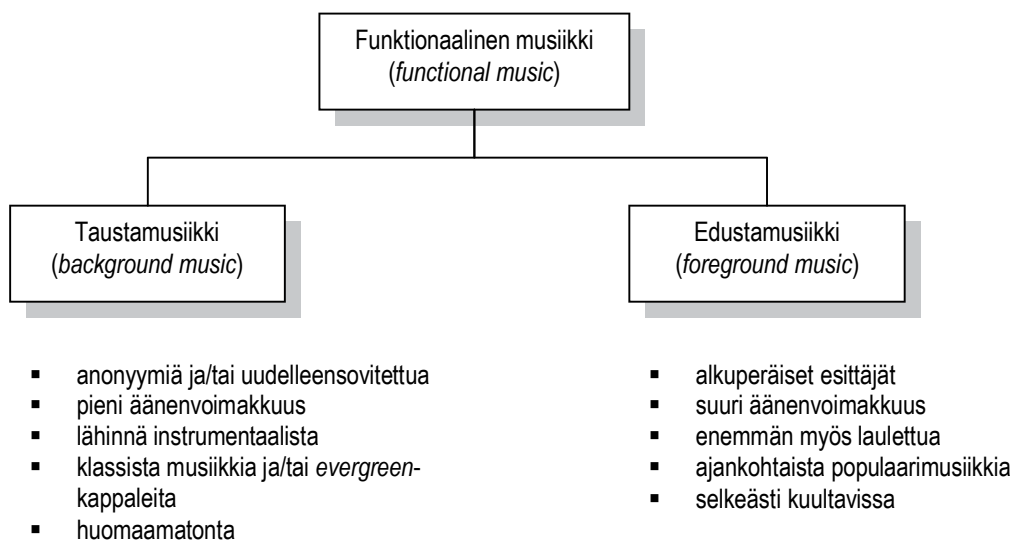 Funktionaalinen musiikki
(functional music)
Taustamusiikki
(background music)
Edustamusiikki
(foreground music)
▪ anonyymiä ja/tai uudelleensovitettua
▪ pieni äänenvoimakkuus
▪ lähinnä instrumentaalista
▪ klassista musiikkia ja/tai evergreen-
kappaleita
▪ huomaamatonta
▪ alkuperäiset esittäjät
▪ suuri äänenvoimakkuus
▪ enemmän myös laulettua
▪ ajankohtaista populaarimusiikkia
▪ selkeästi kuultavissa